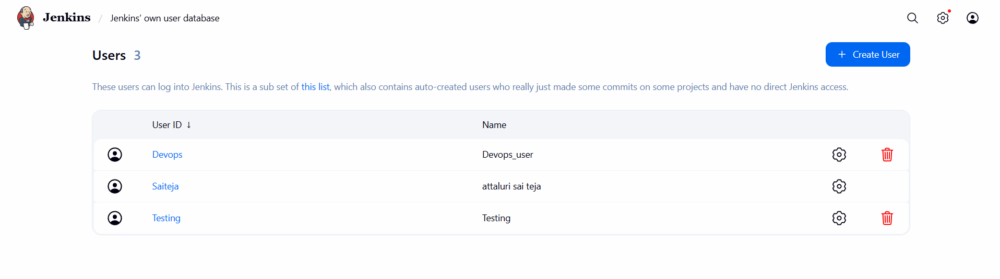 Jenkins / Jenkins’ own user database
Users 3
+ Create User
These users can log into Jenkins. This is a sub set of this list, which also contains auto-created users who really just made some commits on some projects and have no direct Jenkins access.
User ID ↓ Name
Devops Devops_user
Saiteja attaluri sai teja
Testing Testing